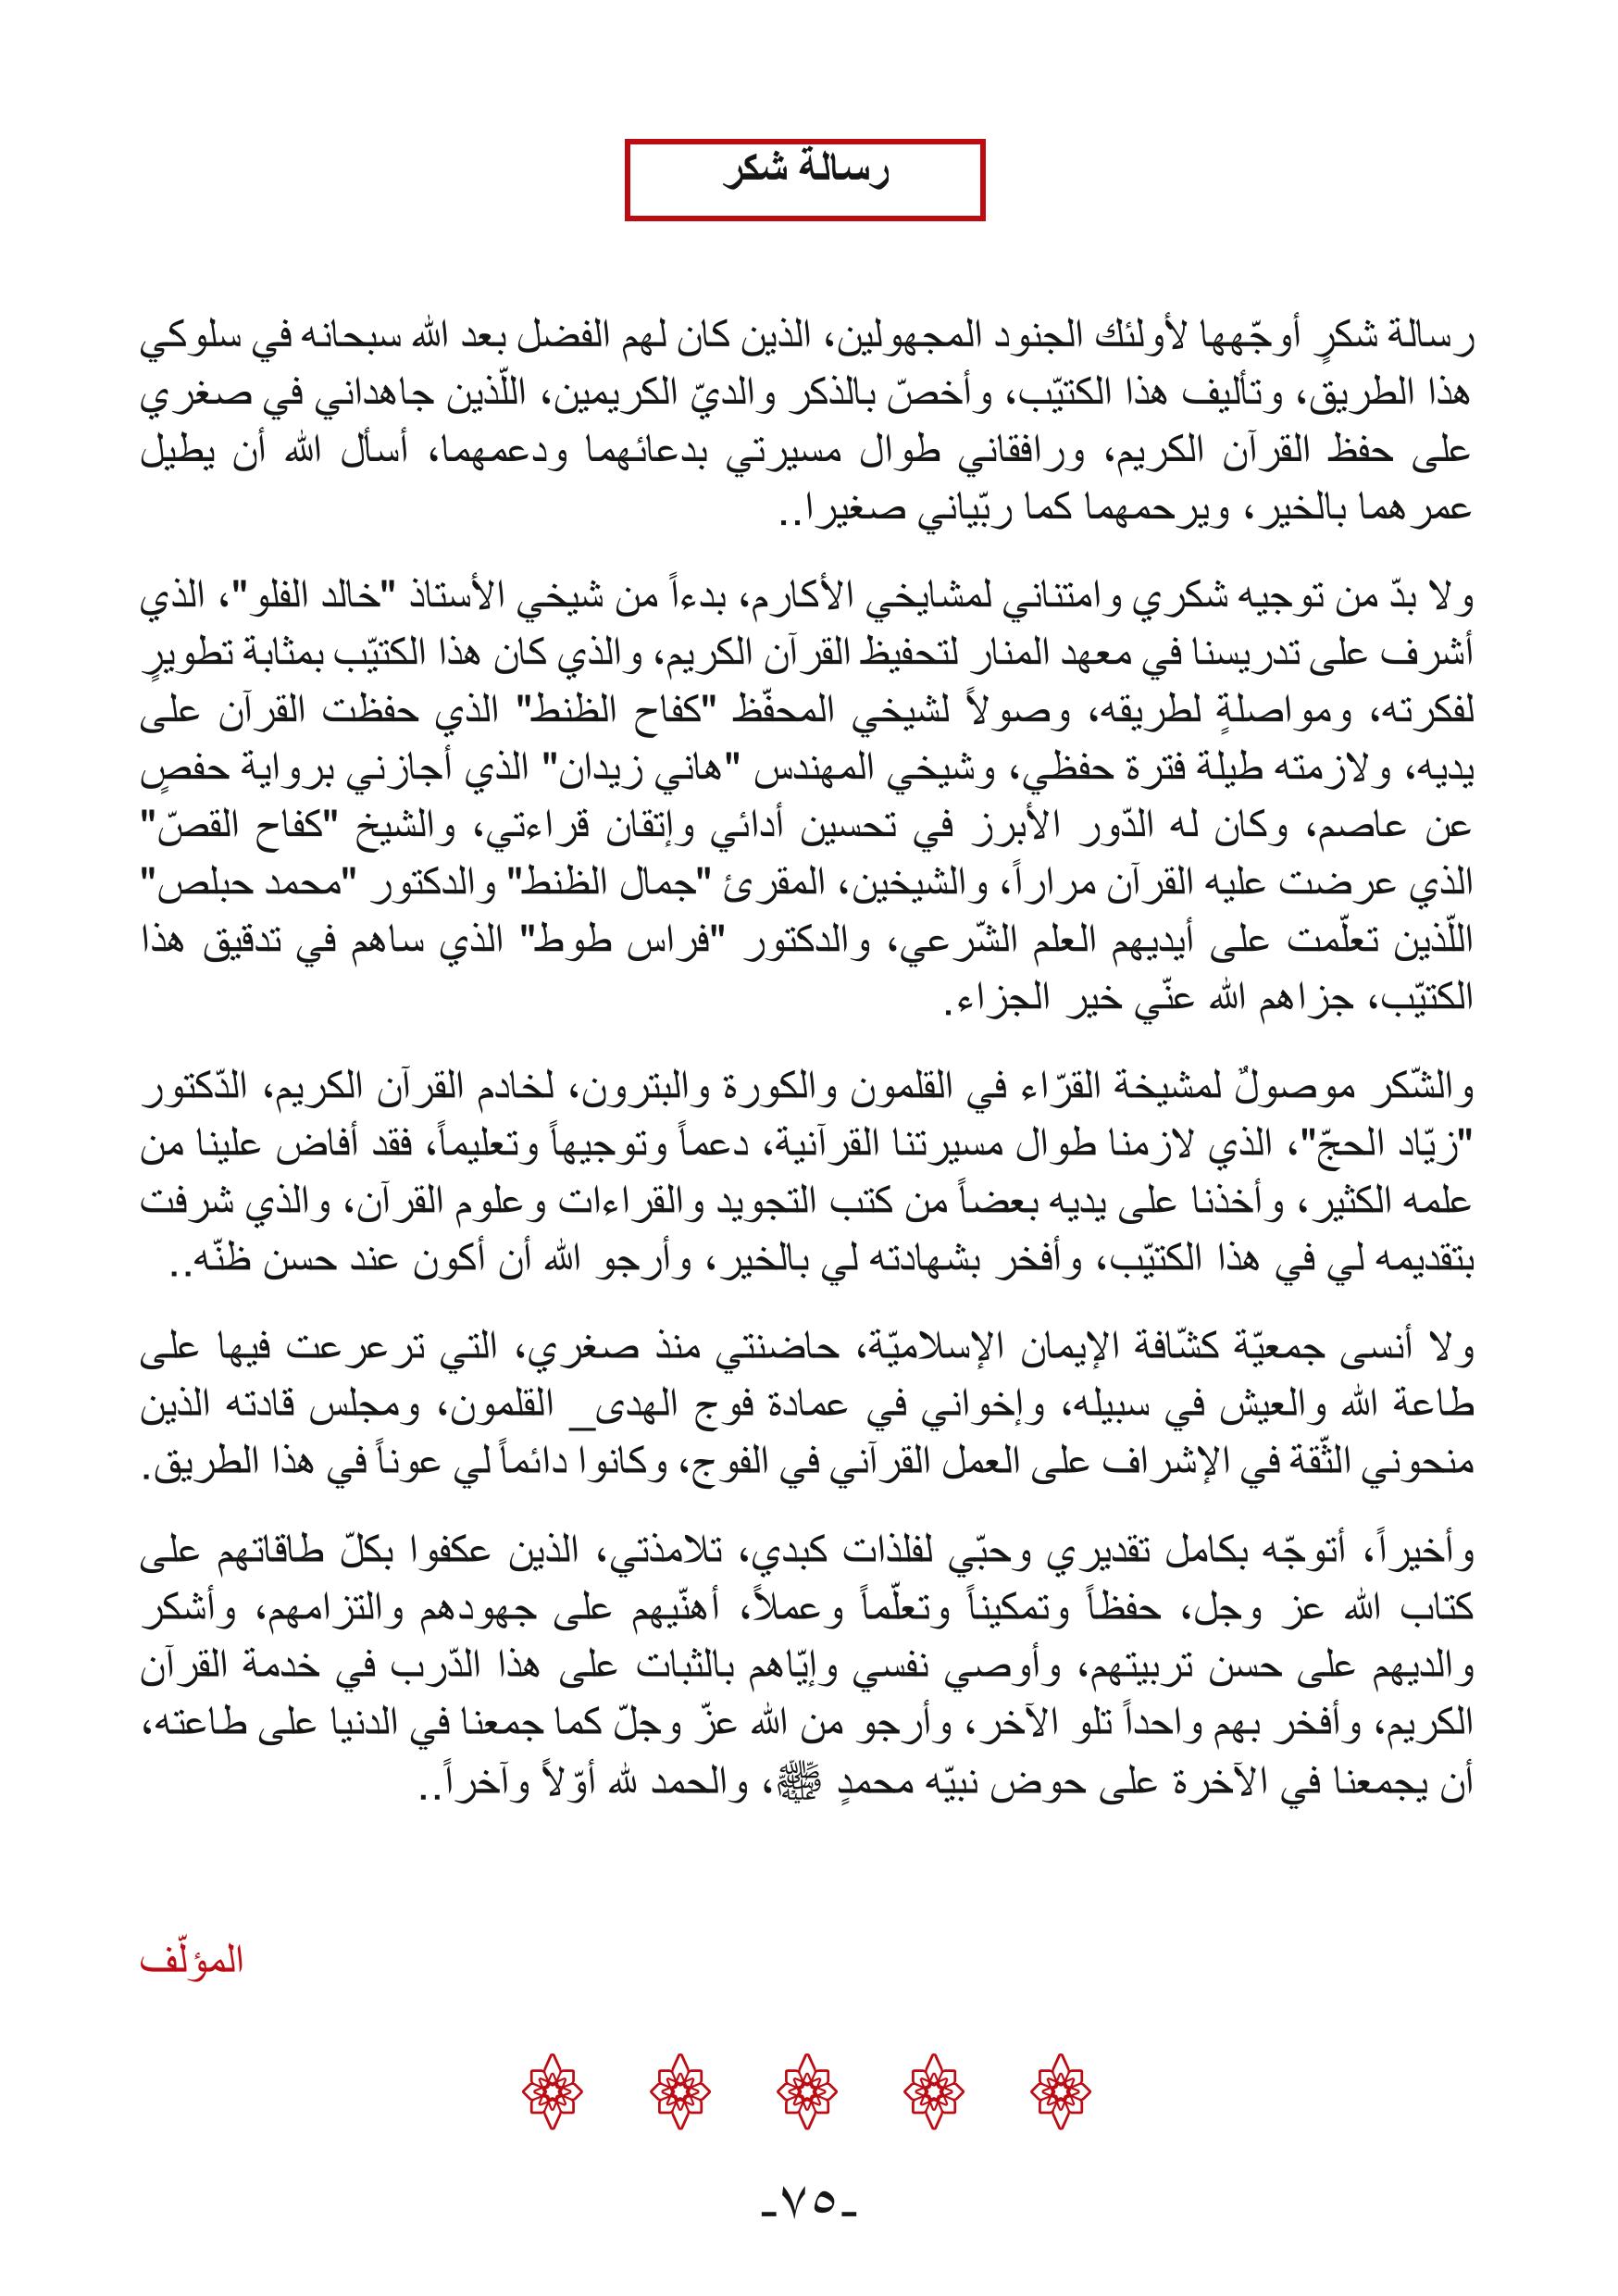 رسالة شكر
رسالة شكرٍ أوجّهها لأولئك الجنود المجهولين، الذين كان لهم الفضل بعد الله سبحانه في سلوكي
هذا الطريق، وتأليف هذا الكتيّب، وأخصّ بالذكر والديّ الكريمين، اللّذين جاهداني في صغري
على حفظ القرآن الكريم، ورافقاني طوال مسيرتي بدعائهما ودعمهما، أسأل الله أن يطيل
عمرهما بالخير، ويرحمهما كما ربّياني صغيرا..
ولا بدّ من توجيه شكري وامتناني لمشايخي الأكارم، بدءاً من شيخي الأستاذ "خالد الفلو"، الذي
أشرف على تدريسنا في معهد المنار لتحفيظ القرآن الكريم، والذي كان هذا الكتيّب بمثابة تطويرٍ
لفكرته، ومواصلةٍ لطريقه، وصولاً لشيخي المحفّظ "كفاح الظنط" الذي حفظت القرآن على
يديه، ولازمته طيلة فترة حفظي، وشيخي المهندس "هاني زيدان" الذي أجازني برواية حفصٍ
عن عاصم، وكان له الدّور الأبرز في تحسين أدائي وإتقان قراءتي، والشيخ "كفاح القصّ"
الذي عرضت عليه القرآن مراراً، والشيخين، المقرئ "جمال الظنط" والدكتور "محمد حبلص"
اللّذين تعلّمت على أيديهم العلم الشّرعي، والدكتور "فراس طوط" الذي ساهم في تدقيق هذا
الكتيّب، جزاهم الله عنّي خير الجزاء.
والشّكر موصولٌ لمشيخة القرّاء في القلمون والكورة والبترون، لخادم القرآن الكريم، الدّكتور
"زيّاد الحجّ"، الذي لازمنا طوال مسيرتنا القرآنية، دعماً وتوجيهاً وتعليماً، فقد أفاض علينا من
علمه الكثير، وأخذنا على يديه بعضاً من كتب التجويد والقراءات وعلوم القرآن، والذي شرفت
بتقديمه لي في هذا الكتيّب، وأفخر بشهادته لي بالخير، وأرجو الله أن أكون عند حسن ظنّه..
ولا أنسى جمعيّة كشّافة الإيمان الإسلاميّة، حاضنتي منذ صغري، التي ترعرعت فيها على
طاعة الله والعيش في سبيله، وإخواني في عمادة فوج الهدى_ القلمون، ومجلس قادته الذين
منحوني الثّقة في الإشراف على العمل القرآني في الفوج، وكانوا دائماً لي عوناً في هذا الطريق.
وأخيراً، أتوجّه بكامل تقديري وحبّي لفلذات كبدي، تلامذتي، الذين عكفوا بكلّ طاقاتهم على
كتاب الله عز وجل، حفظاً وتمكيناً وتعلّماً وعملاً، أهنّيهم على جهودهم والتزامهم، وأشكر
والديهم على حسن تربيتهم، وأوصي نفسي وإيّاهم بالثبات على هذا الدّرب في خدمة القرآن
الكريم، وأفخر بهم واحداً تلو الآخر، وأرجو من الله عزّ وجلّ كما جمعنا في الدنيا على طاعته،
أن يجمعنا في الآخرة على حوض نبيّه محمدٍ ﷺ، والحمد لله أوّلاً وآخراً..
المؤلّف
-٧٥-